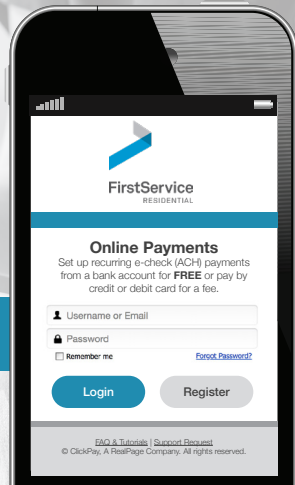 FirstService
RESIDENTIAL
Online Payments
Set up recurring e-check (ACH) payments
from a bank account for FREE or pay by
credit or debit card for a fee.
Username or Email
Password
Remember me
Forgot Password?
Login
Register
FAQ & Tutorials | Support Request
© ClickPay, A RealPage Company. All rights reserved.